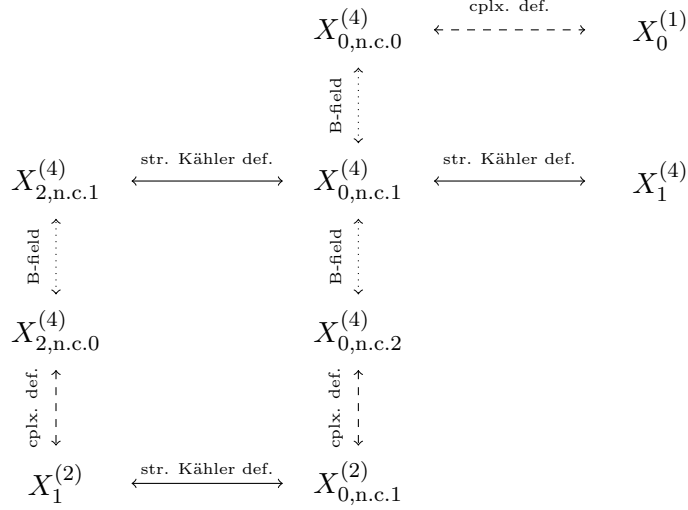 X_{0,n.c.0}^{(4)} cplx. def. X_0^{(1)}
B-field
X_{2,n.c.1}^{(4)} str. Kähler def. X_{0,n.c.1}^{(4)} str. Kähler def. X_1^{(4)}
B-field B-field
X_{2,n.c.0}^{(4)} X_{0,n.c.2}^{(4)}
cplx. def. cplx. def.
X_1^{(2)} str. Kähler def. X_{0,n.c.1}^{(2)}